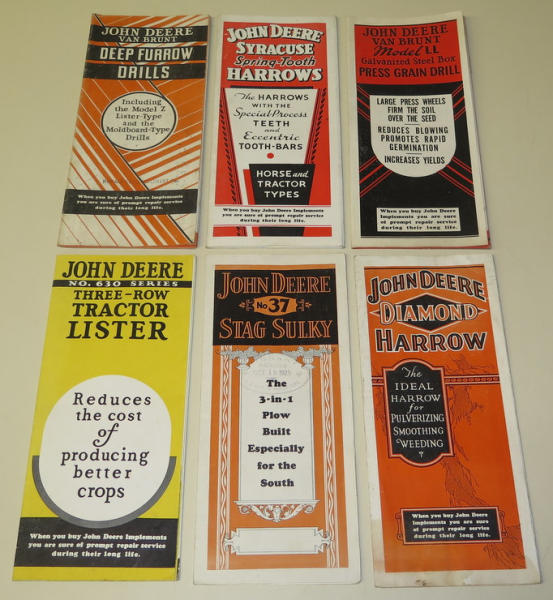 JOHN DEERE
VAN BRUNT
DEEP FURROW
DRILLS
Including
the Model Z
Lister-Type
and the
Moldboard-Type
Drills
When you buy John Deere Implements
you are sure of prompt repair service
during their long life.
JOHN DEERE
SYRACUSE
Spring-Tooth
HARROWS
The HARROWS
WITH THE
Special-Process
TEETH
and
Eccentric
TOOTH-BARS
HORSE and
TRACTOR
TYPES
When you buy John Deere Implements
you are sure of prompt repair service
during their long life.
JOHN DEERE
VAN BRUNT
Model LL
Galvanized Steel Box
PRESS GRAIN DRILL
LARGE PRESS WHEELS
FIRM THE SOIL
OVER THE SEED
REDUCES BLOWING
PROMOTES RAPID
GERMINATION
INCREASES YIELDS
When you buy John Deere
Implements you are sure
of prompt repair service
during their long life.
JOHN DEERE
NO. 630 SERIES
THREE-ROW
TRACTOR
LISTER
Reduces
the cost
of
producing
better
crops
When you buy John Deere Implements
you are sure of prompt repair service
during their long life.
JOHN DEERE
No. 37
STAG SULKY
The
3-in-1
Plow
Built
Especially
for the
South
JOHN DEERE
DIAMOND
HARROW
The
IDEAL
HARROW
for
PULVERIZING
SMOOTHING
WEEDING
When you buy John Deere
Implements you are sure
of prompt repair service
during their long life.